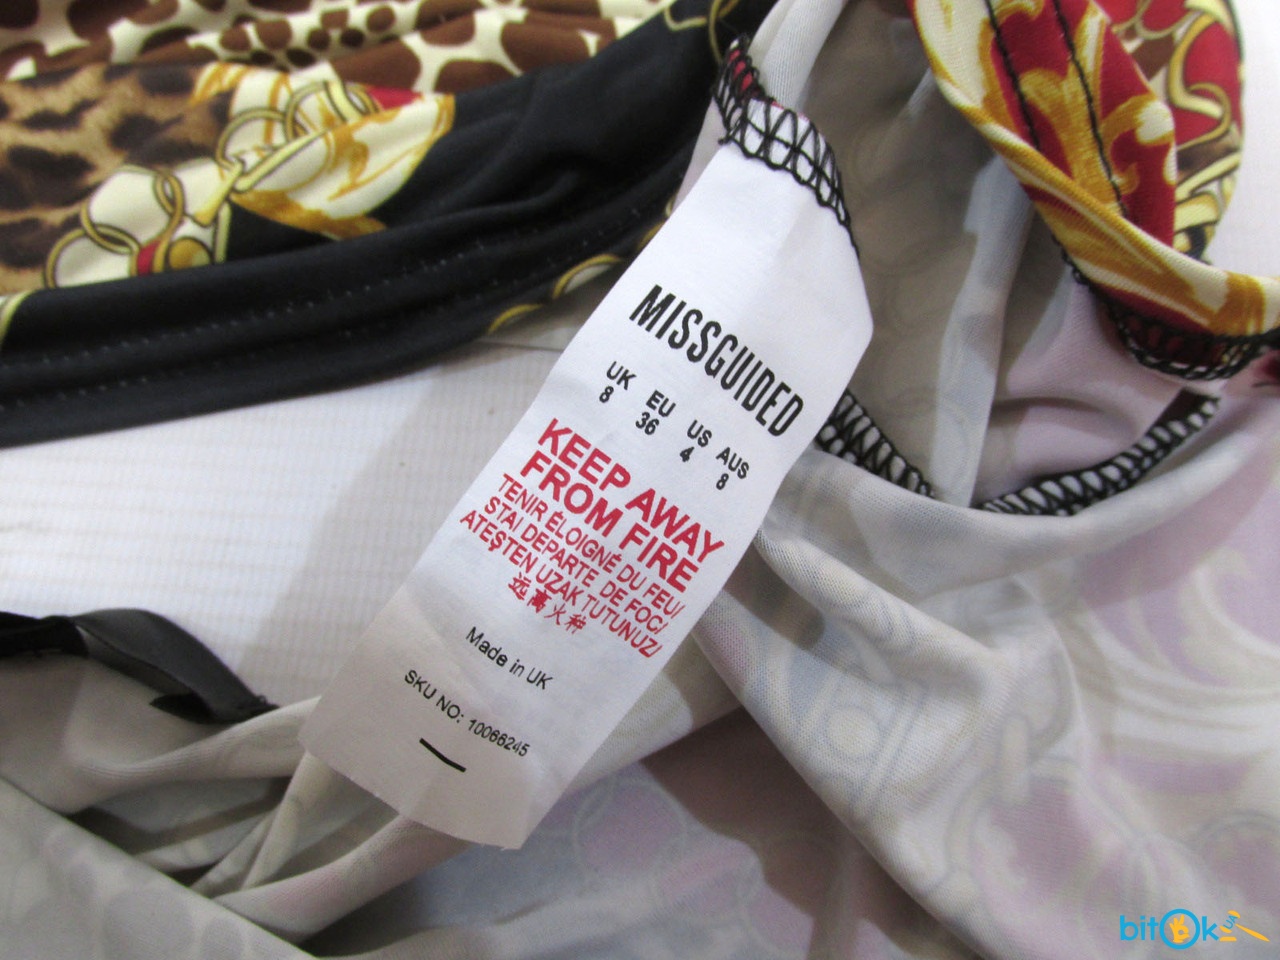 MISSGUIDED
UK EU US AUS
8 36 4 8
KEEP AWAY
FROM FIRE
TENIR ÉLOIGNÉ DU FEU/
STAI DEPARTE DE FOC/
ATEŞTEN UZAK TUTUNUZ/
远离火种
Made in UK
SKU NO: 10066245
bitOk